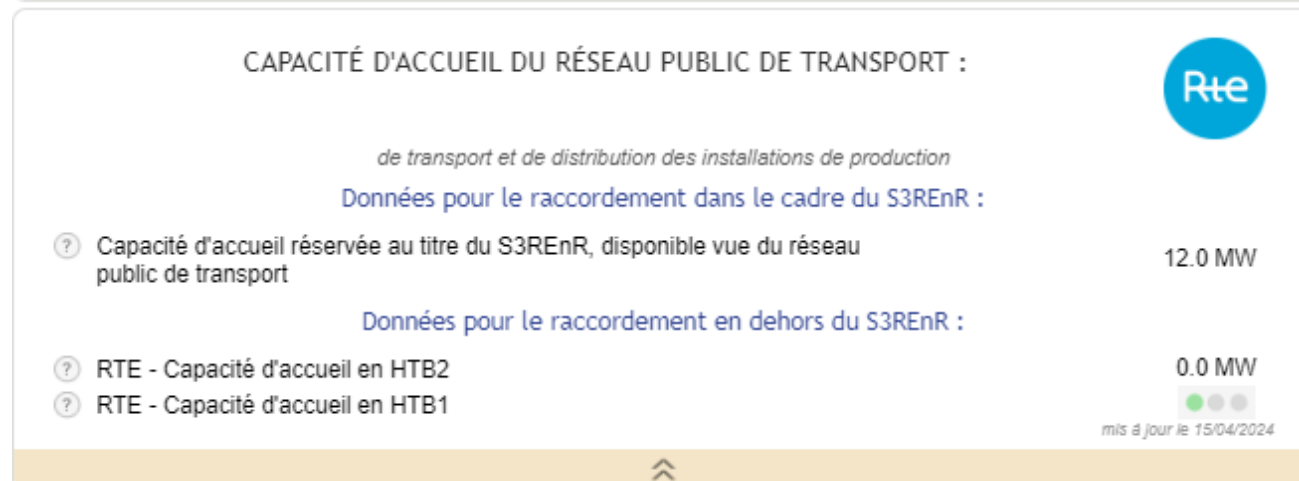 CAPACITÉ D'ACCUEIL DU RÉSEAU PUBLIC DE TRANSPORT :
Rte
de transport et de distribution des installations de production
Données pour le raccordement dans le cadre du S3REnR :
? Capacité d'accueil réservée au titre du S3REnR, disponible vue du réseau
public de transport
12.0 MW
Données pour le raccordement en dehors du S3REnR :
? RTE - Capacité d'accueil en HTB2 0.0 MW
? RTE - Capacité d'accueil en HTB1
mis à jour le 15/04/2024